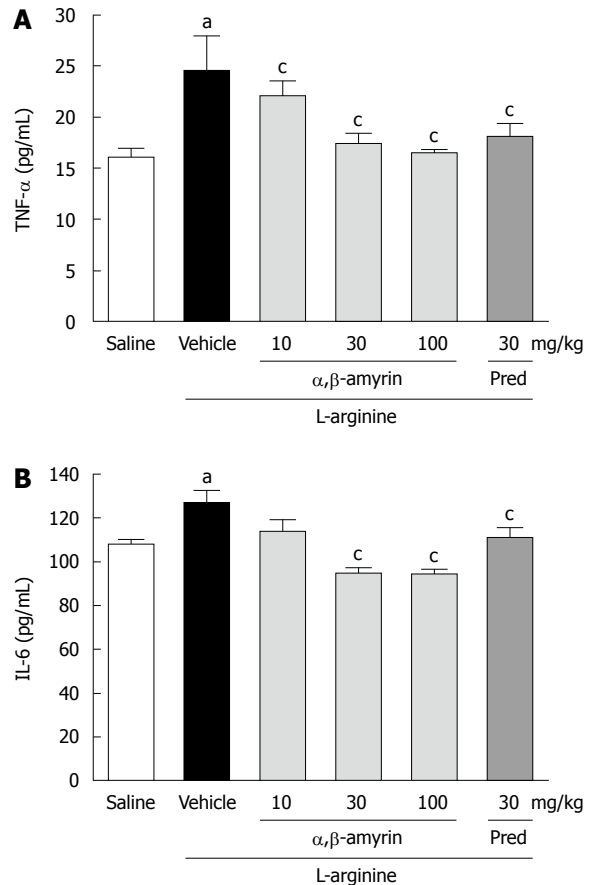 A
30
25
20
15
10
5
0
TNF-α (pg/mL)
a
c
c
c
c
Saline Vehicle 10 30 100 30 mg/kg
α,β-amyrin Pred
L-arginine
B
140
120
100
80
60
40
20
0
IL-6 (pg/mL)
a
c
c
c
Saline Vehicle 10 30 100 30 mg/kg
α,β-amyrin Pred
L-arginine